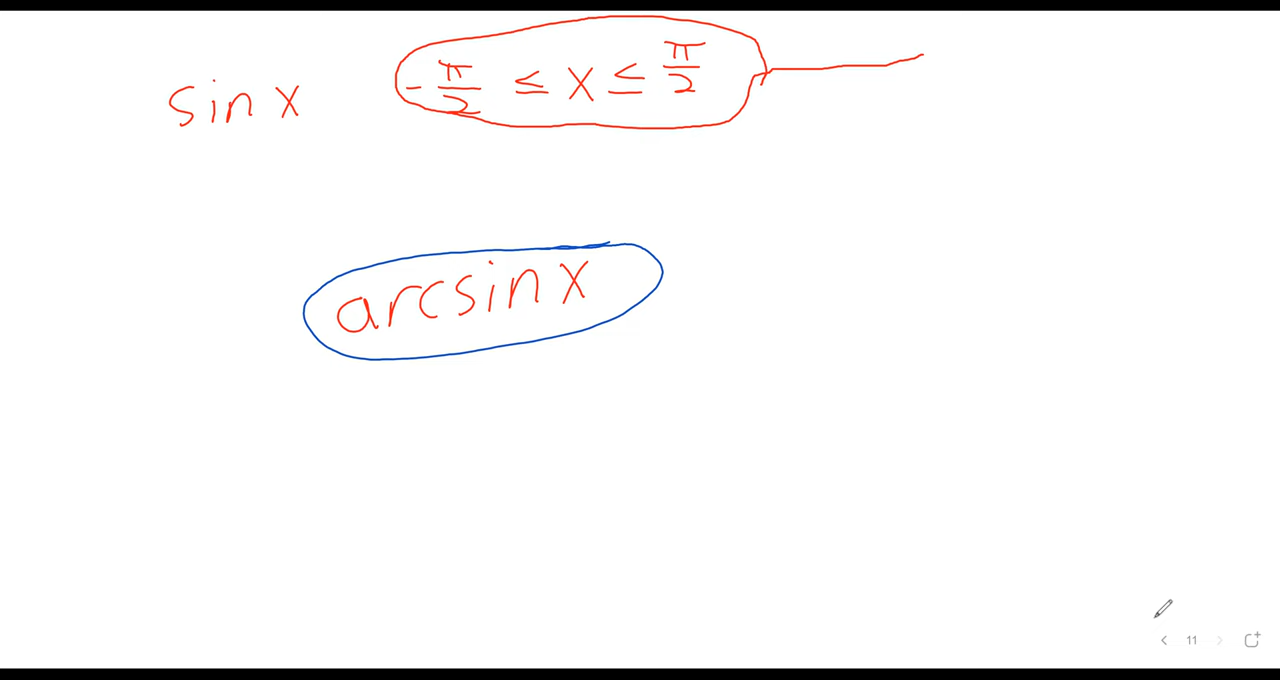 sin x -π/2 ≤ x ≤ π/2
arcsin x
< 11 >